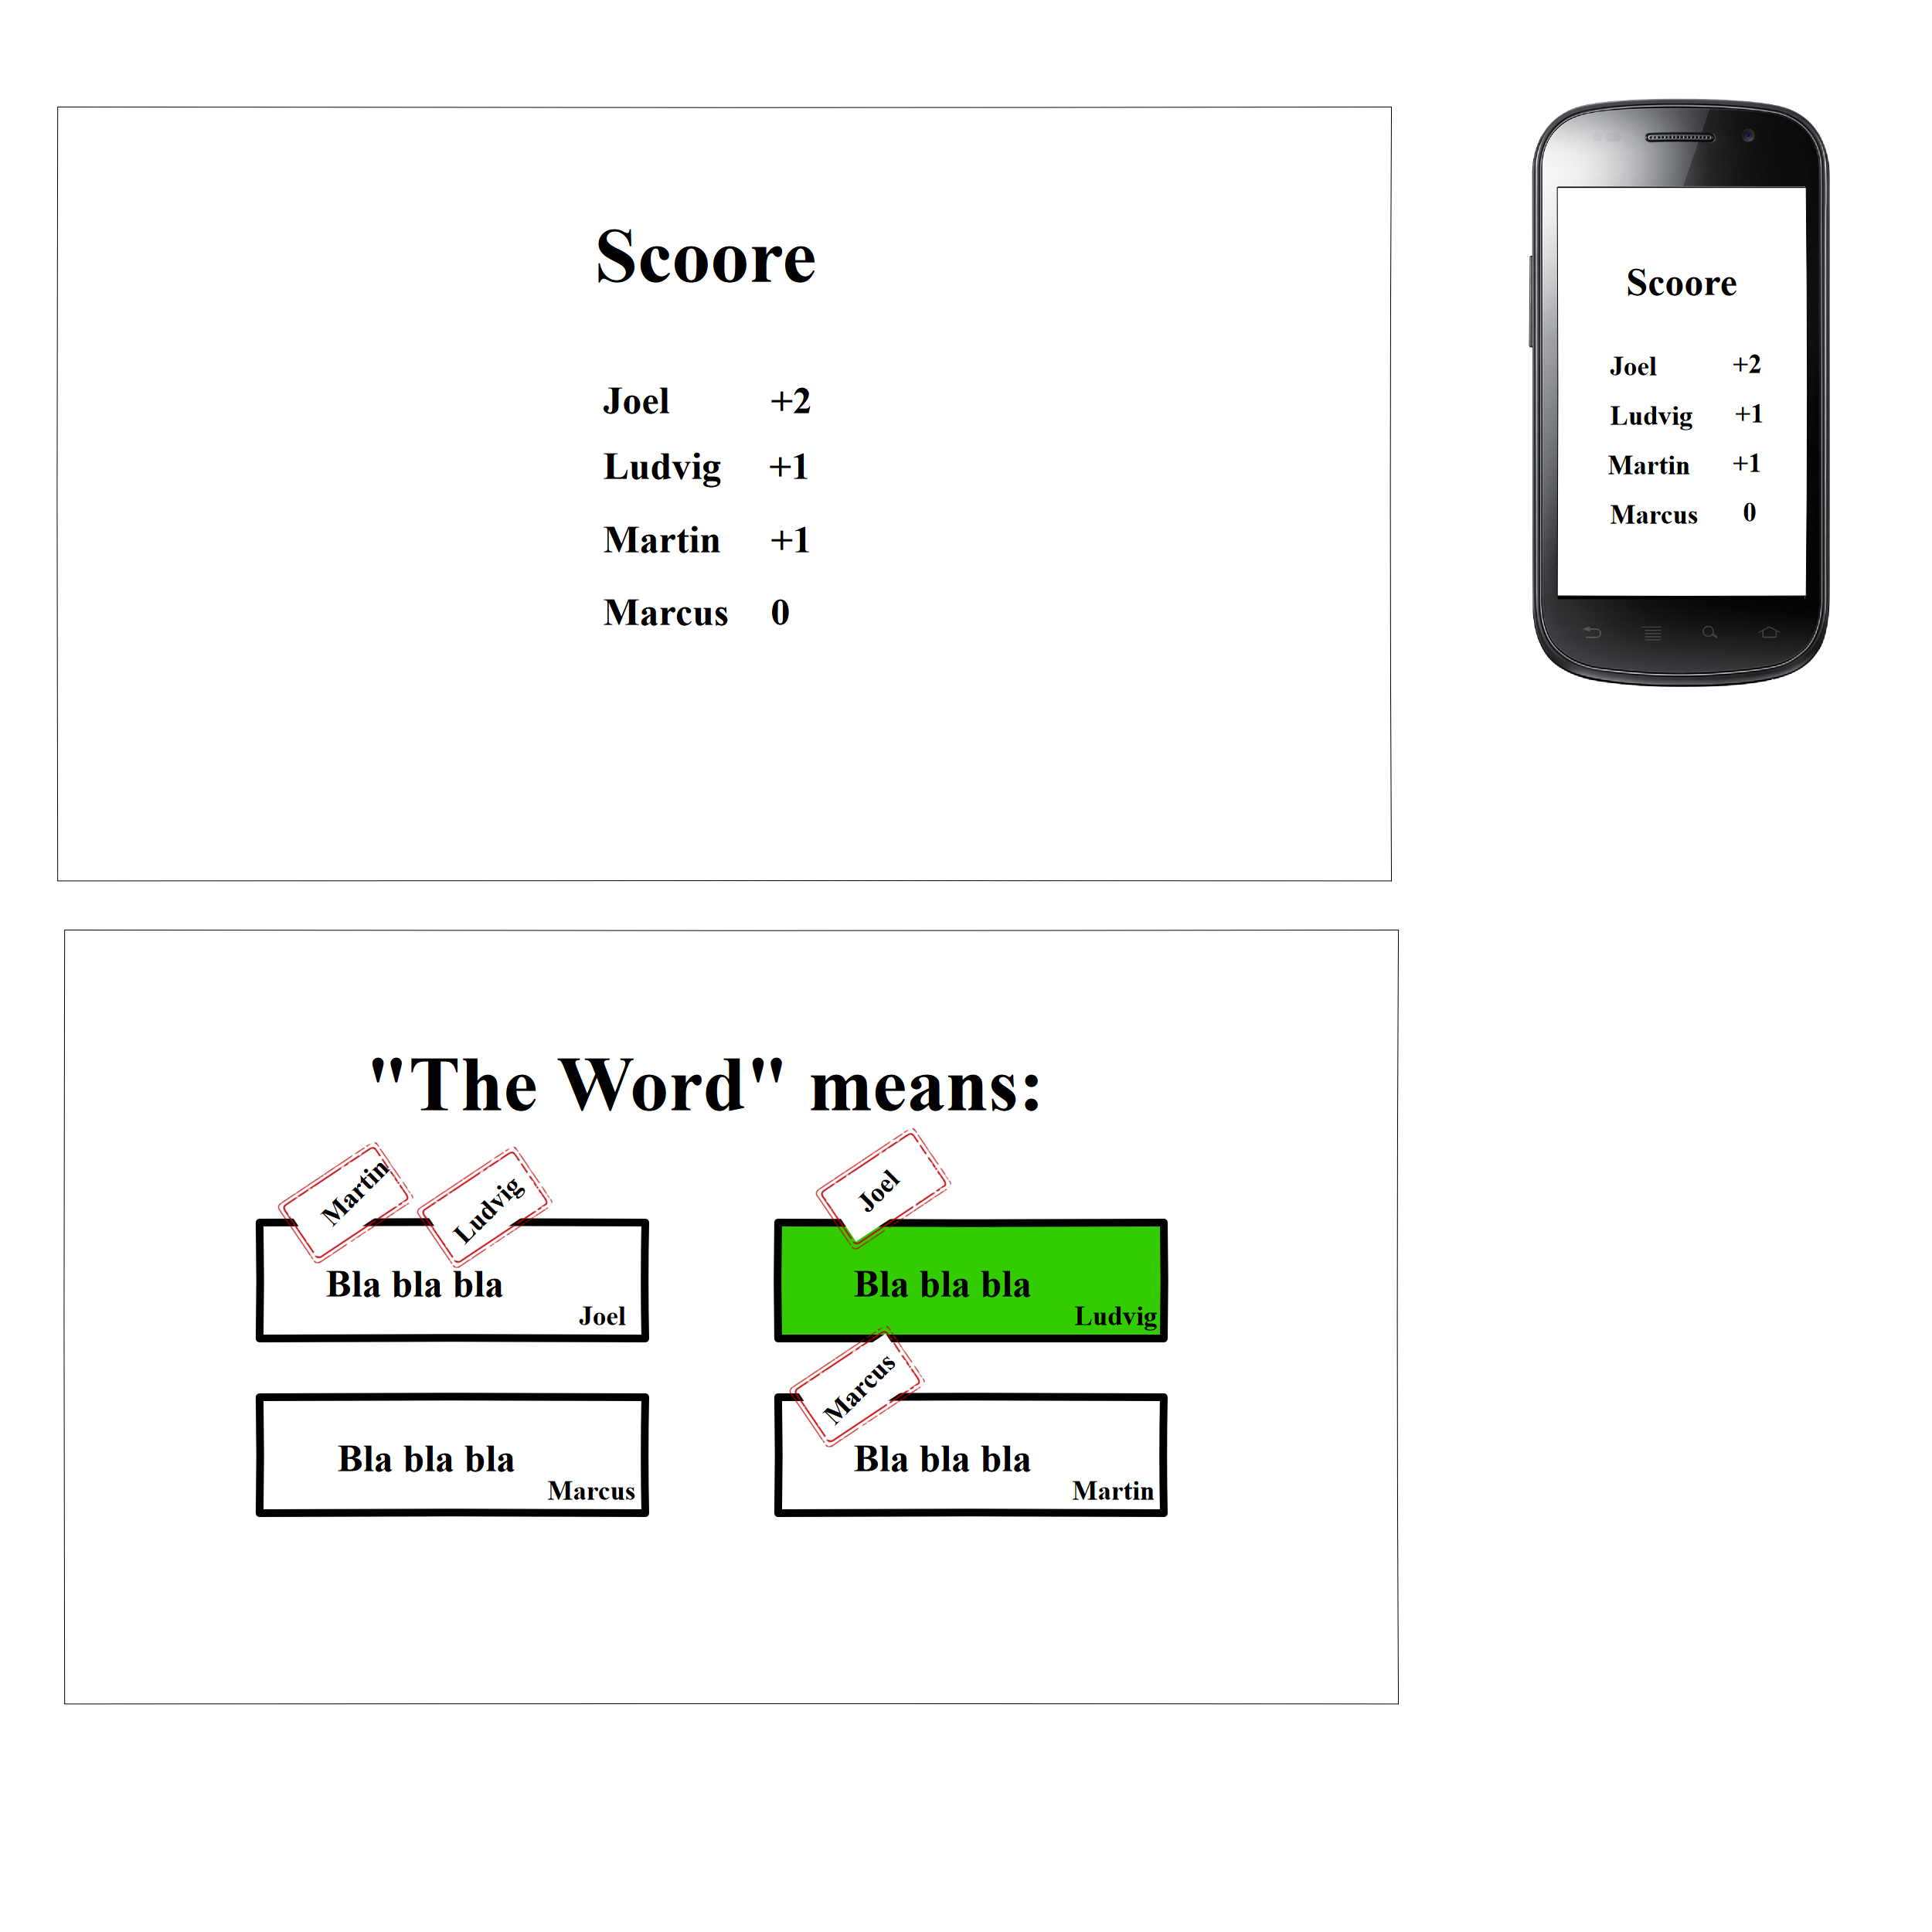 Scoore
Joel +2
Ludvig +1
Martin +1
Marcus 0
Scoore
Joel +2
Ludvig +1
Martin +1
Marcus 0
"The Word" means:
Martin
Ludvig
Joel
Bla bla bla
Joel
Bla bla bla
Ludvig
Marcus
Bla bla bla
Marcus
Bla bla bla
Martin